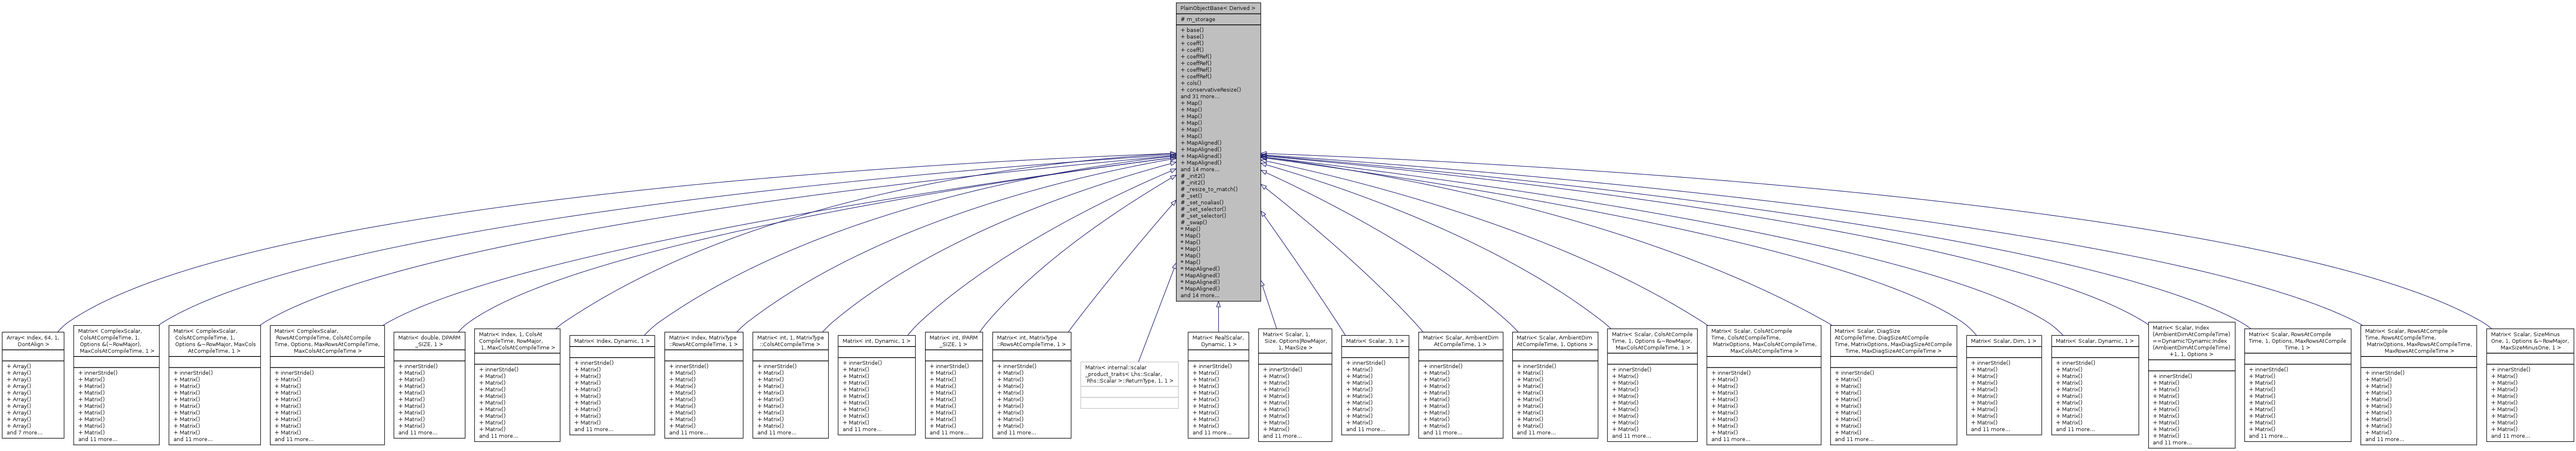 PlainObjectBase< Derived >
# m_storage
+ base()
+ base()
+ coeff()
+ coeff()
+ coeffRef()
+ coeffRef()
+ coeffRef()
+ coeffRef()
+ cols()
+ conservativeResize()
and 31 more...
+ Map()
+ Map()
+ Map()
+ Map()
+ Map()
+ Map()
+ MapAligned()
+ MapAligned()
+ MapAligned()
+ MapAligned()
and 14 more...
# _init2()
# _init2()
# _resize_to_match()
# _set()
# _set_noalias()
# _set_selector()
# _set_selector()
# _swap()
* Map()
* Map()
* Map()
* Map()
* Map()
* Map()
* MapAligned()
* MapAligned()
* MapAligned()
* MapAligned()
and 14 more...
Array< Index, 64, 1,
DontAlign >
+ Array()
+ Array()
+ Array()
+ Array()
+ Array()
+ Array()
+ Array()
+ Array()
+ Array()
+ Array()
and 7 more...
Matrix< ComplexScalar,
ColsAtCompileTime, 1,
Options &(~RowMajor),
MaxColsAtCompileTime, 1 >
+ innerStride()
+ Matrix()
+ Matrix()
+ Matrix()
+ Matrix()
+ Matrix()
+ Matrix()
+ Matrix()
+ Matrix()
+ Matrix()
and 11 more...
Matrix< ComplexScalar,
ColsAtCompileTime, 1,
Options &~RowMajor, MaxCols
AtCompileTime, 1 >
+ innerStride()
+ Matrix()
+ Matrix()
+ Matrix()
+ Matrix()
+ Matrix()
+ Matrix()
+ Matrix()
+ Matrix()
+ Matrix()
and 11 more...
Matrix< ComplexScalar,
RowsAtCompileTime, ColsAtCompile
Time, Options, MaxRowsAtCompileTime,
MaxColsAtCompileTime >
+ innerStride()
+ Matrix()
+ Matrix()
+ Matrix()
+ Matrix()
+ Matrix()
+ Matrix()
+ Matrix()
+ Matrix()
+ Matrix()
and 11 more...
Matrix< double, DPARM
_SIZE, 1 >
+ innerStride()
+ Matrix()
+ Matrix()
+ Matrix()
+ Matrix()
+ Matrix()
+ Matrix()
+ Matrix()
+ Matrix()
+ Matrix()
and 11 more...
Matrix< Index, 1, ColsAt
CompileTime, RowMajor,
1, MaxColsAtCompileTime >
+ innerStride()
+ Matrix()
+ Matrix()
+ Matrix()
+ Matrix()
+ Matrix()
+ Matrix()
+ Matrix()
+ Matrix()
+ Matrix()
and 11 more...
Matrix< Index, Dynamic, 1 >
+ innerStride()
+ Matrix()
+ Matrix()
+ Matrix()
+ Matrix()
+ Matrix()
+ Matrix()
+ Matrix()
+ Matrix()
+ Matrix()
and 11 more...
Matrix< Index, MatrixType
::RowsAtCompileTime, 1 >
+ innerStride()
+ Matrix()
+ Matrix()
+ Matrix()
+ Matrix()
+ Matrix()
+ Matrix()
+ Matrix()
+ Matrix()
+ Matrix()
and 11 more...
Matrix< int, 1, MatrixType
::ColsAtCompileTime >
+ innerStride()
+ Matrix()
+ Matrix()
+ Matrix()
+ Matrix()
+ Matrix()
+ Matrix()
+ Matrix()
+ Matrix()
+ Matrix()
and 11 more...
Matrix< int, Dynamic, 1 >
+ innerStride()
+ Matrix()
+ Matrix()
+ Matrix()
+ Matrix()
+ Matrix()
+ Matrix()
+ Matrix()
+ Matrix()
+ Matrix()
and 11 more...
Matrix< int, IPARM
_SIZE, 1 >
+ innerStride()
+ Matrix()
+ Matrix()
+ Matrix()
+ Matrix()
+ Matrix()
+ Matrix()
+ Matrix()
+ Matrix()
+ Matrix()
and 11 more...
Matrix< int, MatrixType
::RowsAtCompileTime, 1 >
+ innerStride()
+ Matrix()
+ Matrix()
+ Matrix()
+ Matrix()
+ Matrix()
+ Matrix()
+ Matrix()
+ Matrix()
+ Matrix()
and 11 more...
Matrix< internal::scalar
_product_traits< Lhs::Scalar,
Rhs::Scalar >::ReturnType, 1, 1 >
Matrix< RealScalar,
Dynamic, 1 >
+ innerStride()
+ Matrix()
+ Matrix()
+ Matrix()
+ Matrix()
+ Matrix()
+ Matrix()
+ Matrix()
+ Matrix()
+ Matrix()
and 11 more...
Matrix< Scalar, 1,
Size, Options|RowMajor,
1, MaxSize >
+ innerStride()
+ Matrix()
+ Matrix()
+ Matrix()
+ Matrix()
+ Matrix()
+ Matrix()
+ Matrix()
+ Matrix()
+ Matrix()
and 11 more...
Matrix< Scalar, 3, 1 >
+ innerStride()
+ Matrix()
+ Matrix()
+ Matrix()
+ Matrix()
+ Matrix()
+ Matrix()
+ Matrix()
+ Matrix()
+ Matrix()
and 11 more...
Matrix< Scalar, AmbientDim
AtCompileTime, 1 >
+ innerStride()
+ Matrix()
+ Matrix()
+ Matrix()
+ Matrix()
+ Matrix()
+ Matrix()
+ Matrix()
+ Matrix()
+ Matrix()
and 11 more...
Matrix< Scalar, AmbientDim
AtCompileTime, 1, Options >
+ innerStride()
+ Matrix()
+ Matrix()
+ Matrix()
+ Matrix()
+ Matrix()
+ Matrix()
+ Matrix()
+ Matrix()
+ Matrix()
and 11 more...
Matrix< Scalar, ColsAtCompile
Time, 1, Options &~RowMajor,
MaxColsAtCompileTime, 1 >
+ innerStride()
+ Matrix()
+ Matrix()
+ Matrix()
+ Matrix()
+ Matrix()
+ Matrix()
+ Matrix()
+ Matrix()
+ Matrix()
and 11 more...
Matrix< Scalar, ColsAtCompile
Time, ColsAtCompileTime,
MatrixOptions, MaxColsAtCompileTime,
MaxColsAtCompileTime >
+ innerStride()
+ Matrix()
+ Matrix()
+ Matrix()
+ Matrix()
+ Matrix()
+ Matrix()
+ Matrix()
+ Matrix()
+ Matrix()
and 11 more...
Matrix< Scalar, DiagSize
AtCompileTime, DiagSizeAtCompile
Time, MatrixOptions, MaxDiagSizeAtCompile
Time, MaxDiagSizeAtCompileTime >
+ innerStride()
+ Matrix()
+ Matrix()
+ Matrix()
+ Matrix()
+ Matrix()
+ Matrix()
+ Matrix()
+ Matrix()
+ Matrix()
and 11 more...
Matrix< Scalar, Dim, 1 >
+ innerStride()
+ Matrix()
+ Matrix()
+ Matrix()
+ Matrix()
+ Matrix()
+ Matrix()
+ Matrix()
+ Matrix()
+ Matrix()
and 11 more...
Matrix< Scalar, Dynamic, 1 >
+ innerStride()
+ Matrix()
+ Matrix()
+ Matrix()
+ Matrix()
+ Matrix()
+ Matrix()
+ Matrix()
+ Matrix()
+ Matrix()
and 11 more...
Matrix< Scalar, Index
(AmbientDimAtCompileTime)
==Dynamic?Dynamic:Index
(AmbientDimAtCompileTime)
+1, 1, Options >
+ innerStride()
+ Matrix()
+ Matrix()
+ Matrix()
+ Matrix()
+ Matrix()
+ Matrix()
+ Matrix()
+ Matrix()
+ Matrix()
and 11 more...
Matrix< Scalar, RowsAtCompile
Time, 1, Options, MaxRowsAtCompile
Time, 1 >
+ innerStride()
+ Matrix()
+ Matrix()
+ Matrix()
+ Matrix()
+ Matrix()
+ Matrix()
+ Matrix()
+ Matrix()
+ Matrix()
and 11 more...
Matrix< Scalar, RowsAtCompile
Time, RowsAtCompileTime,
MatrixOptions, MaxRowsAtCompileTime,
MaxRowsAtCompileTime >
+ innerStride()
+ Matrix()
+ Matrix()
+ Matrix()
+ Matrix()
+ Matrix()
+ Matrix()
+ Matrix()
+ Matrix()
+ Matrix()
and 11 more...
Matrix< Scalar, SizeMinus
One, 1, Options &~RowMajor,
MaxSizeMinusOne, 1 >
+ innerStride()
+ Matrix()
+ Matrix()
+ Matrix()
+ Matrix()
+ Matrix()
+ Matrix()
+ Matrix()
+ Matrix()
+ Matrix()
and 11 more...